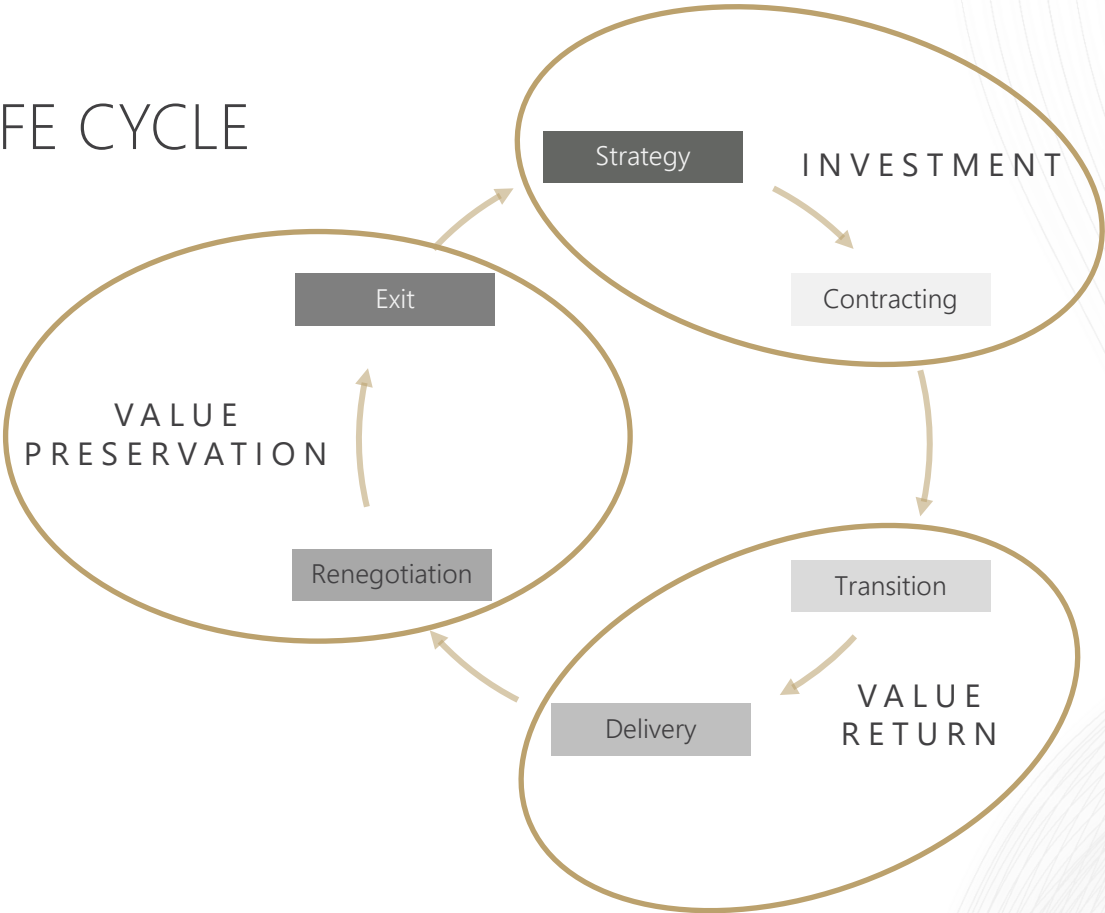 FE CYCLE
Strategy
INVESTMENT
Contracting
Exit
VALUE
PRESERVATION
Renegotiation
Transition
VALUE
RETURN
Delivery